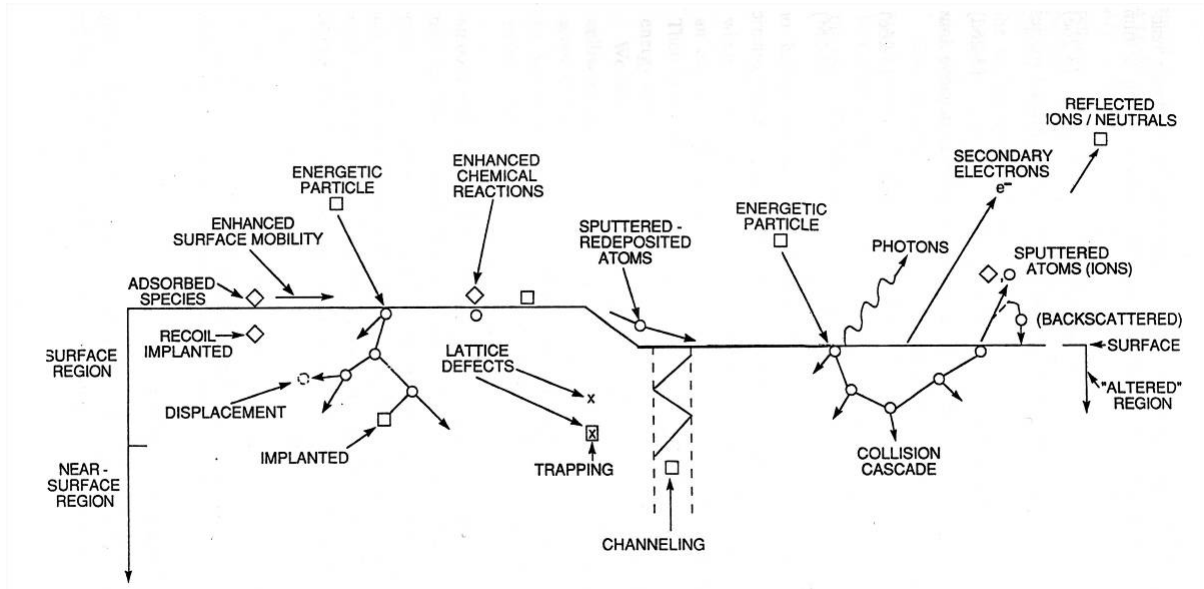 REFLECTED
IONS / NEUTRALS
SECONDARY
ELECTRONS
e⁻
ENHANCED
CHEMICAL
REACTIONS
ENERGETIC
PARTICLE
ENERGETIC
PARTICLE
ENHANCED
SURFACE MOBILITY
SPUTTERED -
REDEPOSITED
ATOMS
PHOTONS
SPUTTERED
ATOMS (IONS)
ADSORBED
SPECIES
(BACKSCATTERED)
RECOIL
IMPLANTED
SURFACE
SURFACE
REGION
LATTICE
DEFECTS
x
"ALTERED"
REGION
DISPLACEMENT
x
IMPLANTED
TRAPPING
COLLISION
CASCADE
NEAR -
SURFACE
REGION
CHANNELING